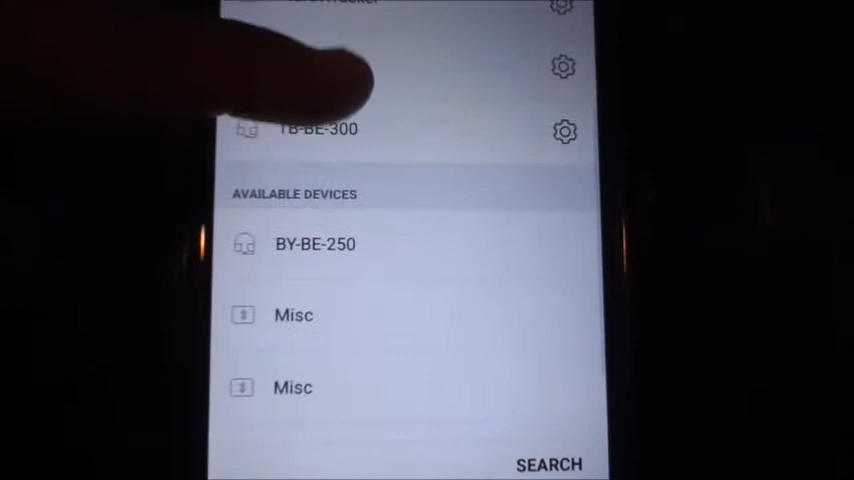 TB-BE-300
AVAILABLE DEVICES
BY-BE-250
Misc
Misc
SEARCH